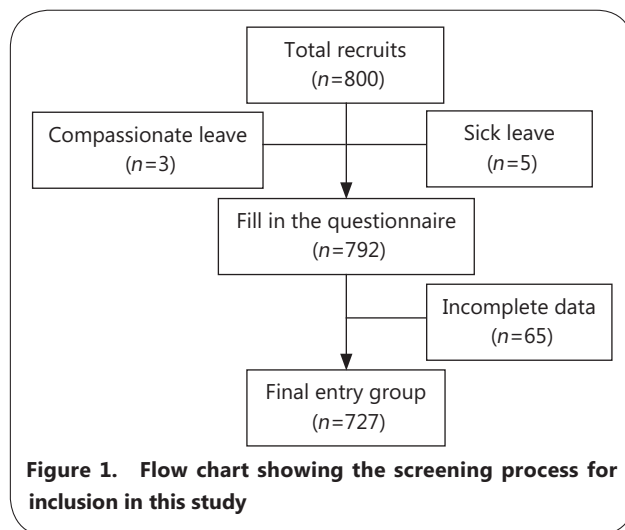 Total recruits
(n=800)
Compassionate leave
(n=3)
Sick leave
(n=5)
Fill in the questionnaire
(n=792)
Incomplete data
(n=65)
Final entry group
(n=727)
Figure 1. Flow chart showing the screening process for
inclusion in this study